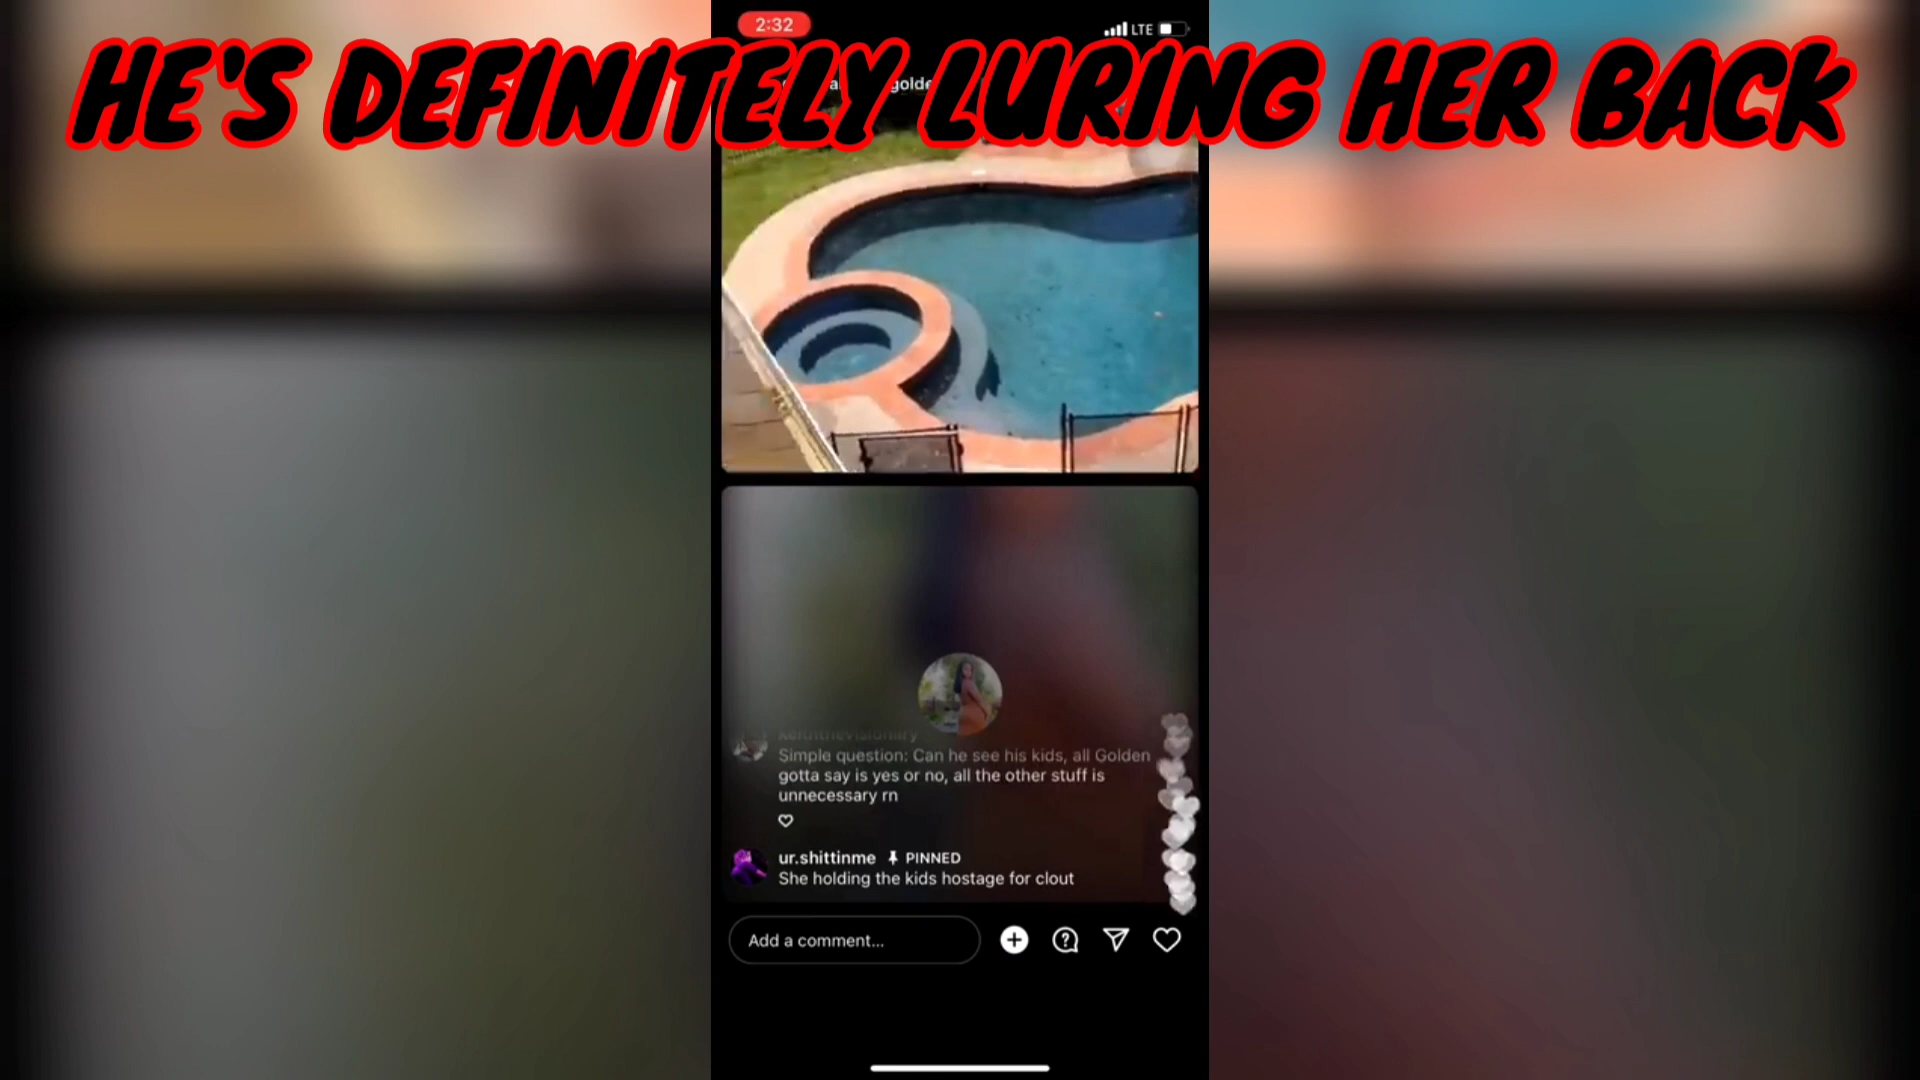 2:32
LTE
HE'S DEFINITELY LURING HER BACK
golde
keiththevisionary
Simple question: Can he see his kids, all Golden
gotta say is yes or no, all the other stuff is
unnecessary rn
ur.shittinme PINNED
She holding the kids hostage for clout
Add a comment...